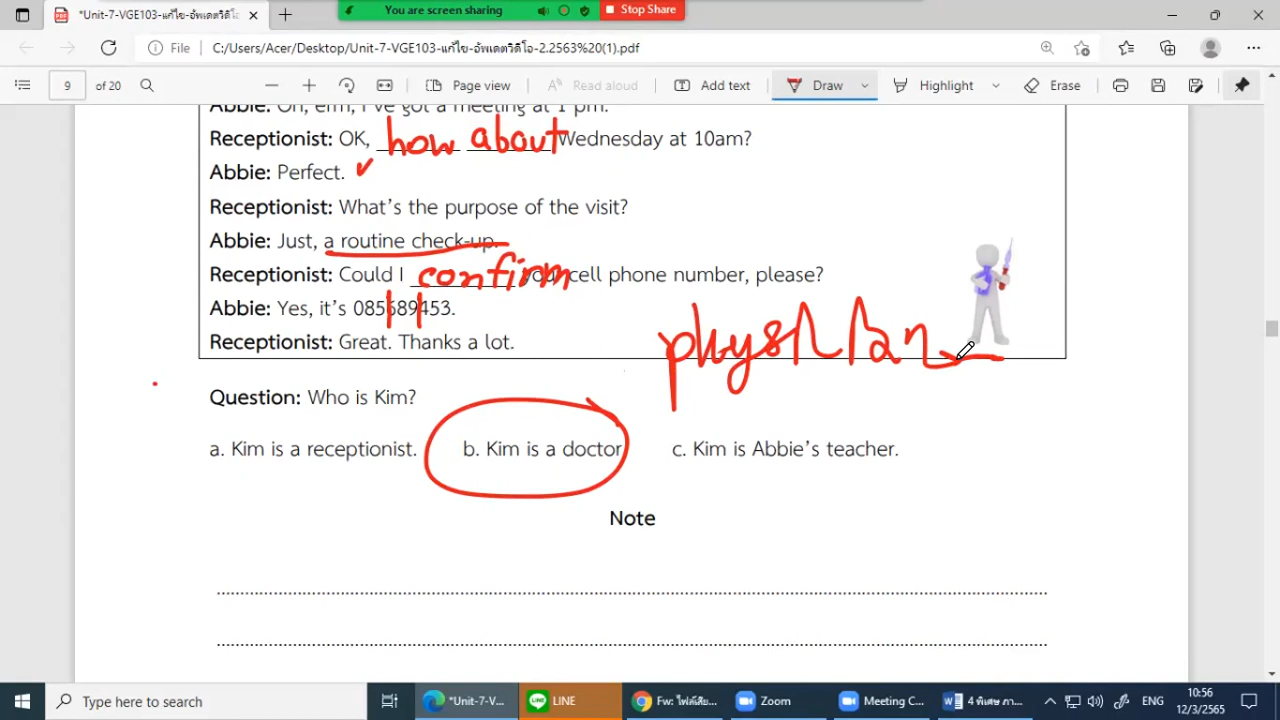 *Unit-7-VGE103-แก้ไข-อัพเดตวิดีโอ-
You are screen sharing
Stop Share
File
C:/Users/Acer/Desktop/Unit-7-VGE103-แก้ไข-อัพเดตวิดีโอ-2.2563%20(1).pdf
9 of 20
Page view
Read aloud
Add text
Draw
Highlight
Erase
Abbie: Oh, erm, I've got a meeting at 1 pm.
Receptionist: OK, how about Wednesday at 10am?
Abbie: Perfect.
Receptionist: What's the purpose of the visit?
Abbie: Just, a routine check-up.
Receptionist: Could I confirm your cell phone number, please?
Abbie: Yes, it's 085689453.
Receptionist: Great. Thanks a lot.
Question: Who is Kim?
a. Kim is a receptionist. b. Kim is a doctor c. Kim is Abbie's teacher.
Note
Type here to search
*Unit-7-V...
LINE
Zoom
Meeting C...
ENG
10:56
12/3/2565